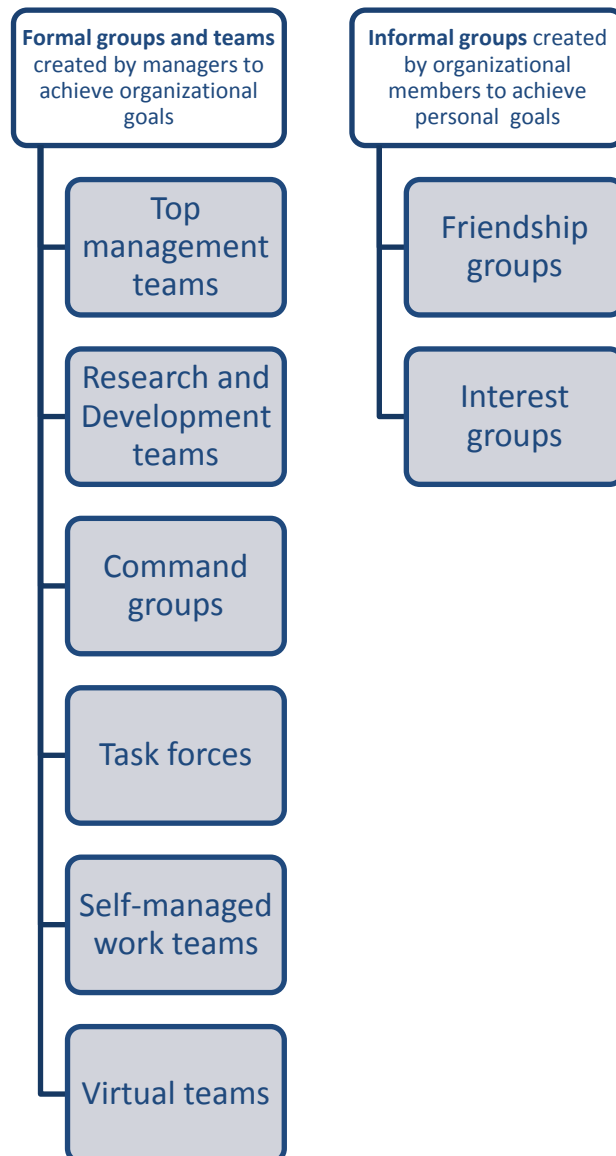 Formal groups and teams
created by managers to
achieve organizational
goals
Top
management
teams
Research and
Development
teams
Command
groups
Task forces
Self-managed
work teams
Virtual teams
Informal groups created
by organizational
members to achieve
personal goals
Friendship
groups
Interest
groups